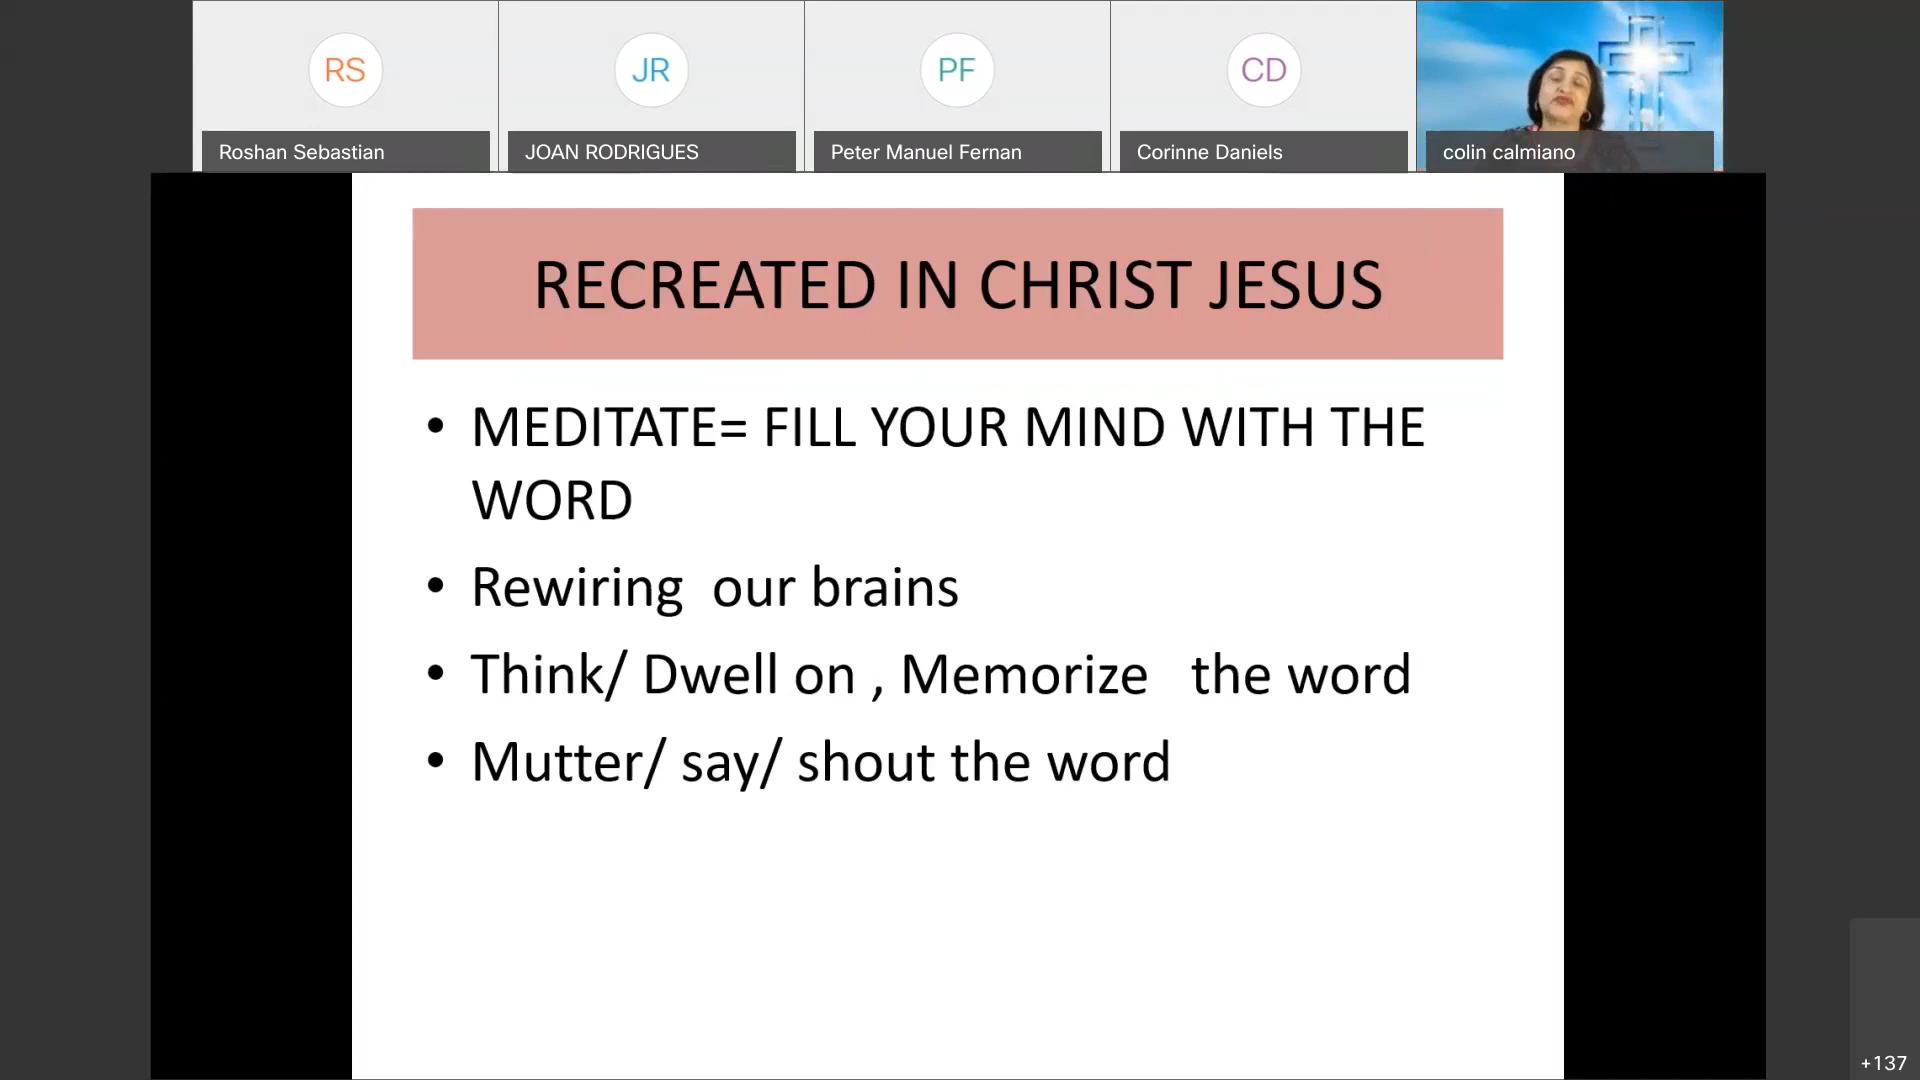 RS
JR
PF
CD
Roshan Sebastian
JOAN RODRIGUES
Peter Manuel Fernan
Corinne Daniels
colin calmiano
RECREATED IN CHRIST JESUS
• MEDITATE= FILL YOUR MIND WITH THE
WORD
• Rewiring  our brains
• Think/ Dwell on , Memorize   the word
• Mutter/ say/ shout the word
+137